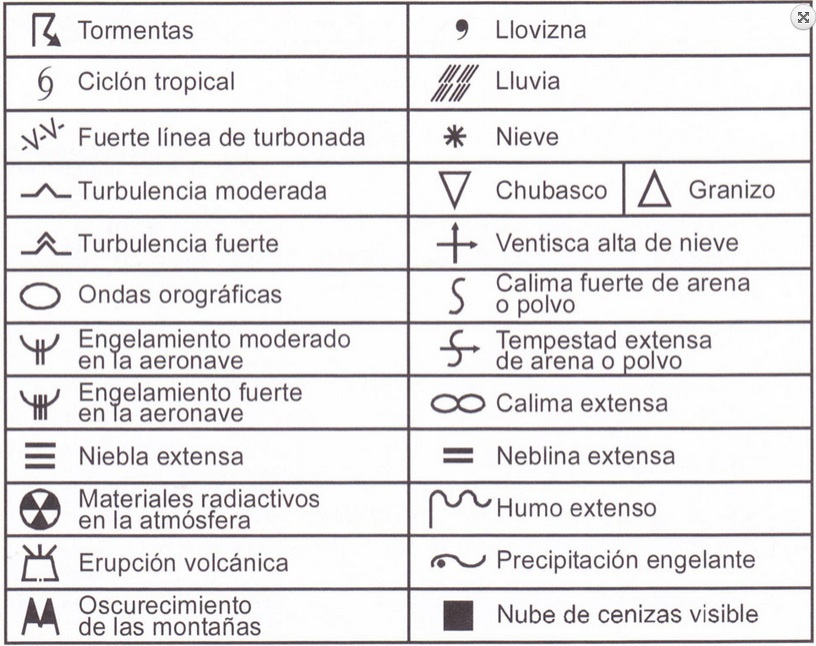 Tormentas
Llovizna
Ciclón tropical
Lluvia
Fuerte línea de turbonada
Nieve
Turbulencia moderada
Chubasco
Granizo
Turbulencia fuerte
Ventisca alta de nieve
Ondas orográficas
Calima fuerte de arena
o polvo
Engelamiento moderado
en la aeronave
Tempestad extensa
de arena o polvo
Engelamiento fuerte
en la aeronave
Calima extensa
Niebla extensa
Neblina extensa
Materiales radiactivos
en la atmósfera
Humo extenso
Erupción volcánica
Precipitación engelante
Oscurecimiento
de las montañas
Nube de cenizas visible